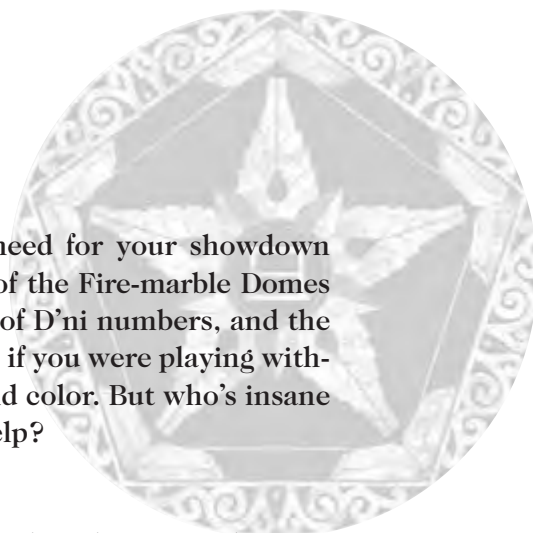 need for your showdown
of the Fire-marble Domes
of D'ni numbers, and the
if you were playing with-
d color. But who's insane
elp?